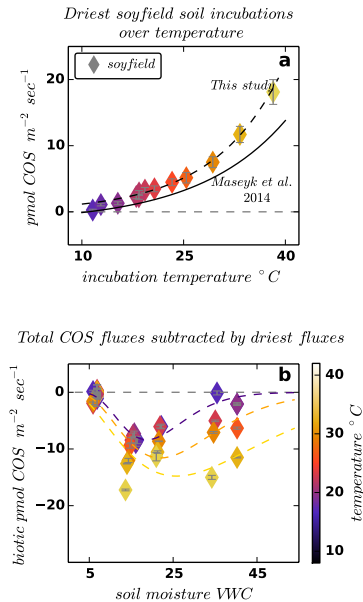 Driest soyfield soil incubations
over temperature
a
soyfield
This study
Maseyk et al.
2014
20
10
0
pmol COS m⁻² sec⁻¹
10
25
40
incubation temperature °C
Total COS fluxes subtracted by driest fluxes
b
0
−10
−20
biotic pmol COS m⁻² sec⁻¹
5
25
45
soil moisture VWC
40
30
20
10
temperature °C